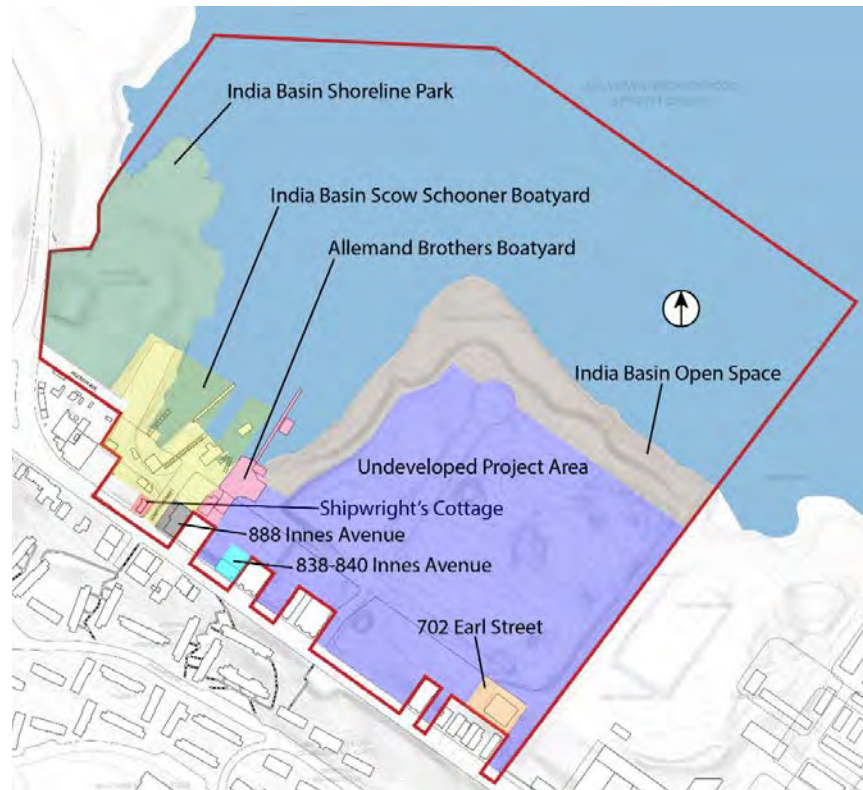 India Basin Shoreline Park
India Basin Scow Schooner Boatyard
Allemand Brothers Boatyard
India Basin Open Space
Undeveloped Project Area
Shipwright's Cottage
888 Innes Avenue
838-840 Innes Avenue
702 Earl Street